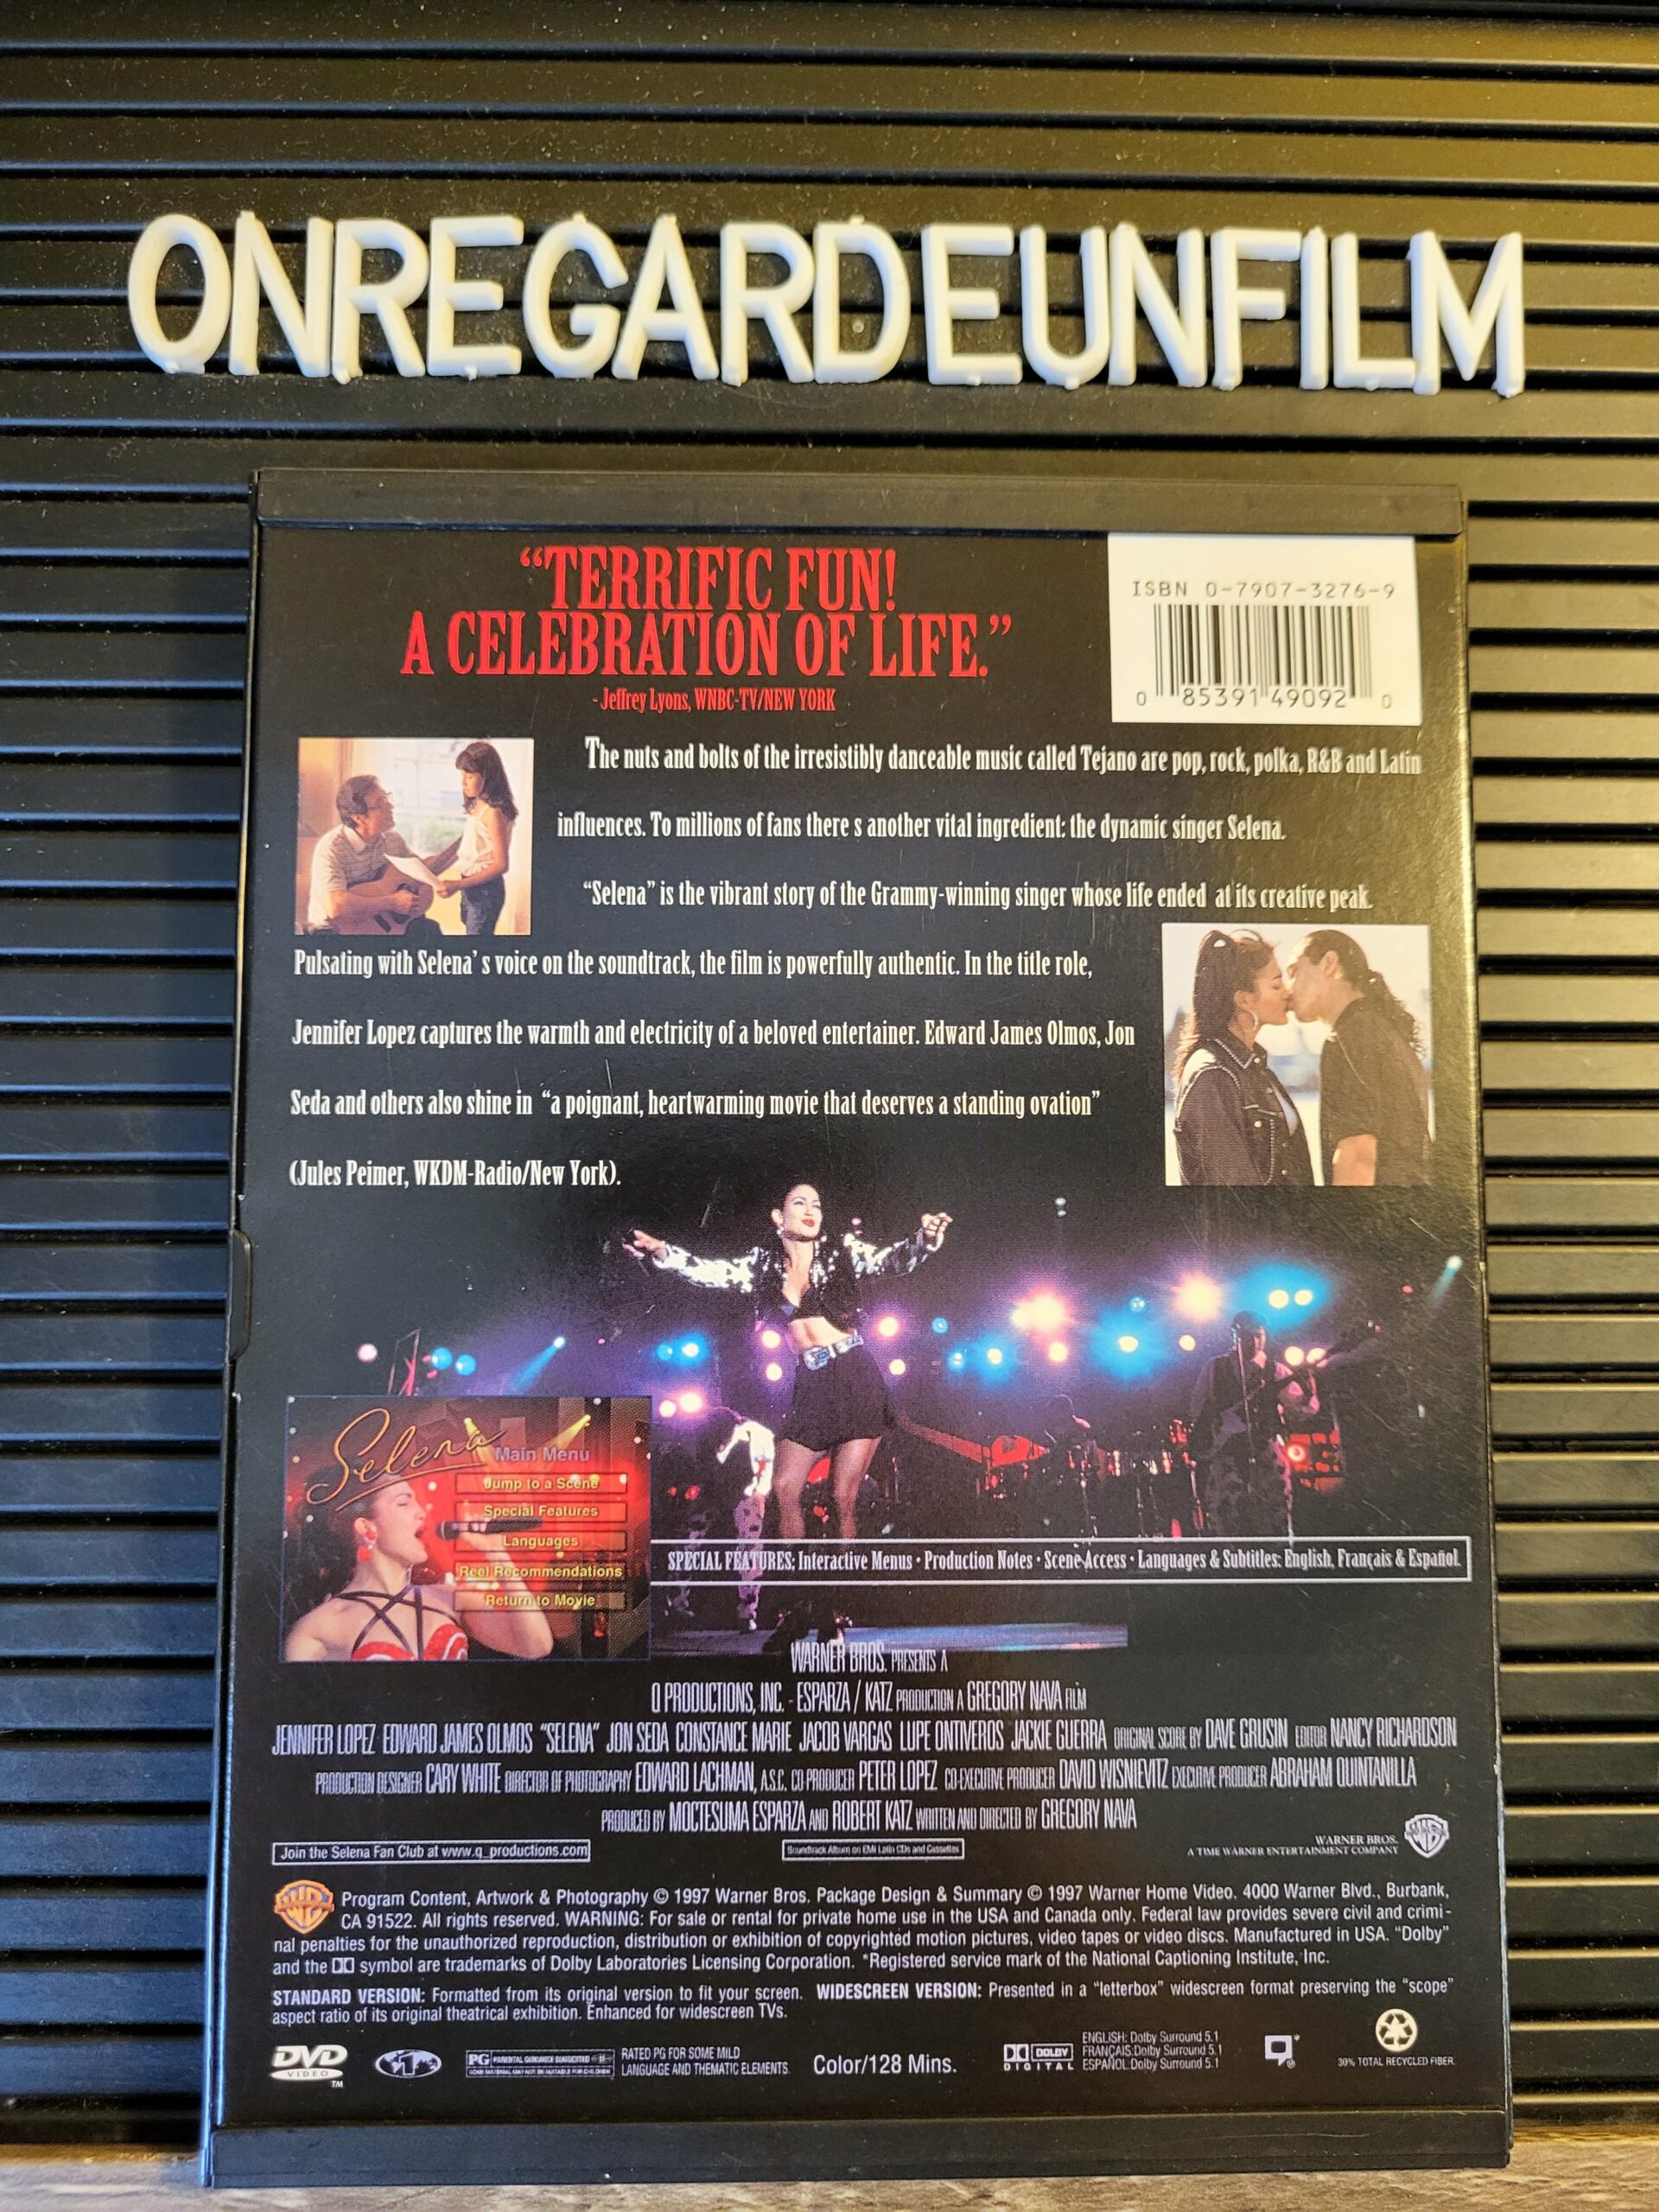 ONREGARDEUNFILM
“TERRIFIC FUN!
A CELEBRATION OF LIFE.”
- Jeffrey Lyons, WNBC-TV/NEW YORK
ISBN 0-7907-3276-9
0 85391 49092 0
The nuts and bolts of the irresistibly danceable music called Tejano are pop, rock, polka, R&B and Latin
influences. To millions of fans there s another vital ingredient: the dynamic singer Selena.
“Selena” is the vibrant story of the Grammy-winning singer whose life ended at its creative peak.
Pulsating with Selena’s voice on the soundtrack, the film is powerfully authentic. In the title role,
Jennifer Lopez captures the warmth and electricity of a beloved entertainer. Edward James Olmos, Jon
Seda and others also shine in “a poignant, heartwarming movie that deserves a standing ovation”
(Jules Peimer, WKDM-Radio/New York).
Selena
Main Menu
Jump to a Scene
Special Features
Languages
Reel Recommendations
Return to Movie
SPECIAL FEATURES: Interactive Menus • Production Notes • Scene Access • Languages & Subtitles: English, Français & Español.
WARNER BROS. PRESENTS A
Q PRODUCTIONS, INC. - ESPARZA / KATZ PRODUCTION A GREGORY NAVA FILM
JENNIFER LOPEZ EDWARD JAMES OLMOS “SELENA” JON SEDA CONSTANCE MARIE JACOB VARGAS LUPE ONTIVEROS JACKIE GUERRA ORIGINAL SCORE BY DAVE GRUSIN EDITOR NANCY RICHARDSON
PRODUCTION DESIGNER CARY WHITE DIRECTOR OF PHOTOGRAPHY EDWARD LACHMAN, A.S.C. CO-PRODUCER PETER LOPEZ CO-EXECUTIVE PRODUCER DAVID WISNIEVITZ EXECUTIVE PRODUCER ABRAHAM QUINTANILLA
PRODUCED BY MOCTESUMA ESPARZA AND ROBERT KATZ WRITTEN AND DIRECTED BY GREGORY NAVA
Join the Selena Fan Club at www.q_productions.com
Soundtrack Album on EMI Latin CDs and Cassettes
WARNER BROS.
A TIME WARNER ENTERTAINMENT COMPANY
Program Content, Artwork & Photography © 1997 Warner Bros. Package Design & Summary © 1997 Warner Home Video. 4000 Warner Blvd., Burbank,
CA 91522. All rights reserved. WARNING: For sale or rental for private home use in the USA and Canada only. Federal law provides severe civil and crimi-
nal penalties for the unauthorized reproduction, distribution or exhibition of copyrighted motion pictures, video tapes or video discs. Manufactured in USA. “Dolby”
and the symbol are trademarks of Dolby Laboratories Licensing Corporation. *Registered service mark of the National Captioning Institute, Inc.
STANDARD VERSION: Formatted from its original version to fit your screen. WIDESCREEN VERSION: Presented in a “letterbox” widescreen format preserving the “scope”
aspect ratio of its original theatrical exhibition. Enhanced for widescreen TVs.
DVD
VIDEO
TM
1
PG PARENTAL GUIDANCE SUGGESTED
SOME MATERIAL MAY NOT BE SUITABLE FOR CHILDREN
RATED PG FOR SOME MILD
LANGUAGE AND THEMATIC ELEMENTS.
Color/128 Mins.
DOLBY
DIGITAL
ENGLISH: Dolby Surround 5.1
FRANÇAIS:Dolby Surround 5.1
ESPAÑOL:Dolby Surround 5.1
30% TOTAL RECYCLED FIBER